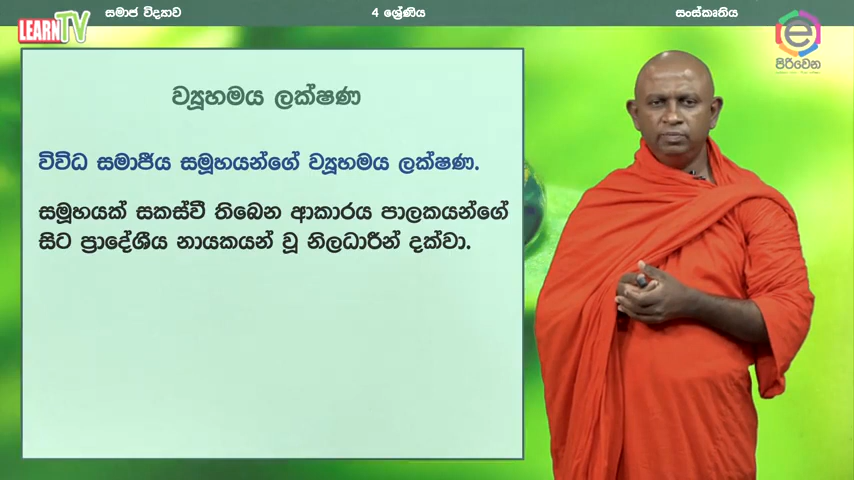 සමාජ විද්‍යාව
4 ශ්‍රේණිය
සංස්කෘතිය
LEARN TV
e
පිරිවෙන
ව්‍යූහමය ලක්ෂණ
විවිධ සමාජීය සමූහයන්ගේ ව්‍යූහමය ලක්ෂණ.
සමූහයක් සකස්වී තිබෙන ආකාරය පාලකයන්ගේ
සිට ප්‍රාදේශීය නායකයන් වූ නිලධාරීන් දක්වා.